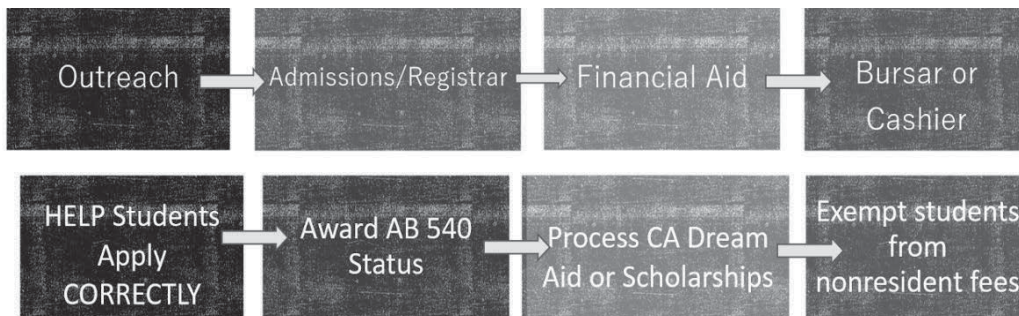 Outreach
Admissions/Registrar
Financial Aid
Bursar or
Cashier
HELP Students
Apply
CORRECTLY
Award AB 540
Status
Process CA Dream
Aid or Scholarships
Exempt students
from
nonresident fees